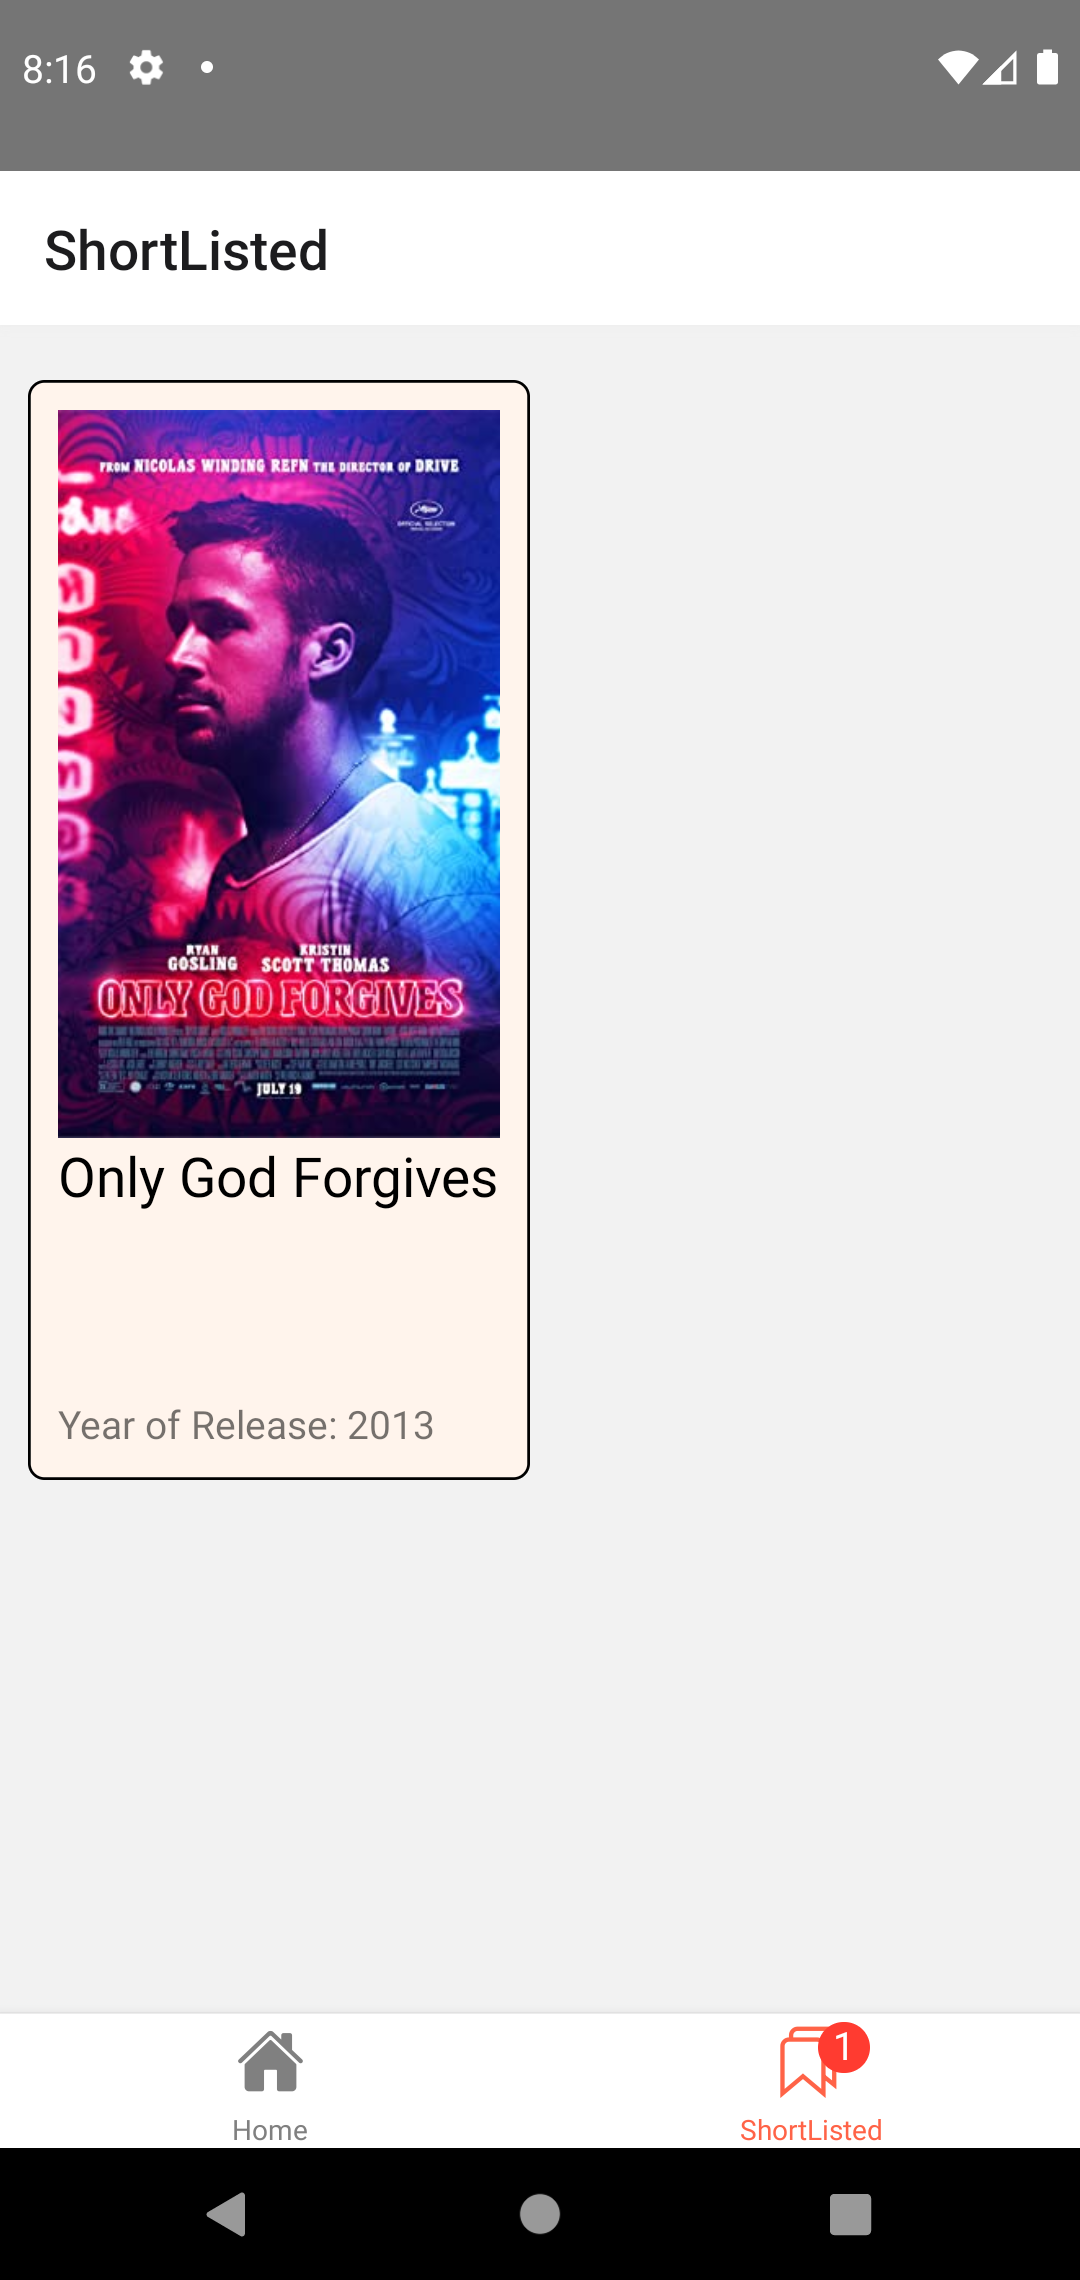 8:16
ShortListed
FROM NICOLAS WINDING REFN THE DIRECTOR OF DRIVE
OFFICIAL SELECTION
RYAN GOSLING
KRISTIN SCOTT THOMAS
ONLY GOD FORGIVES
JULY 19
Only God Forgives
Year of Release: 2013
1
Home
ShortListed